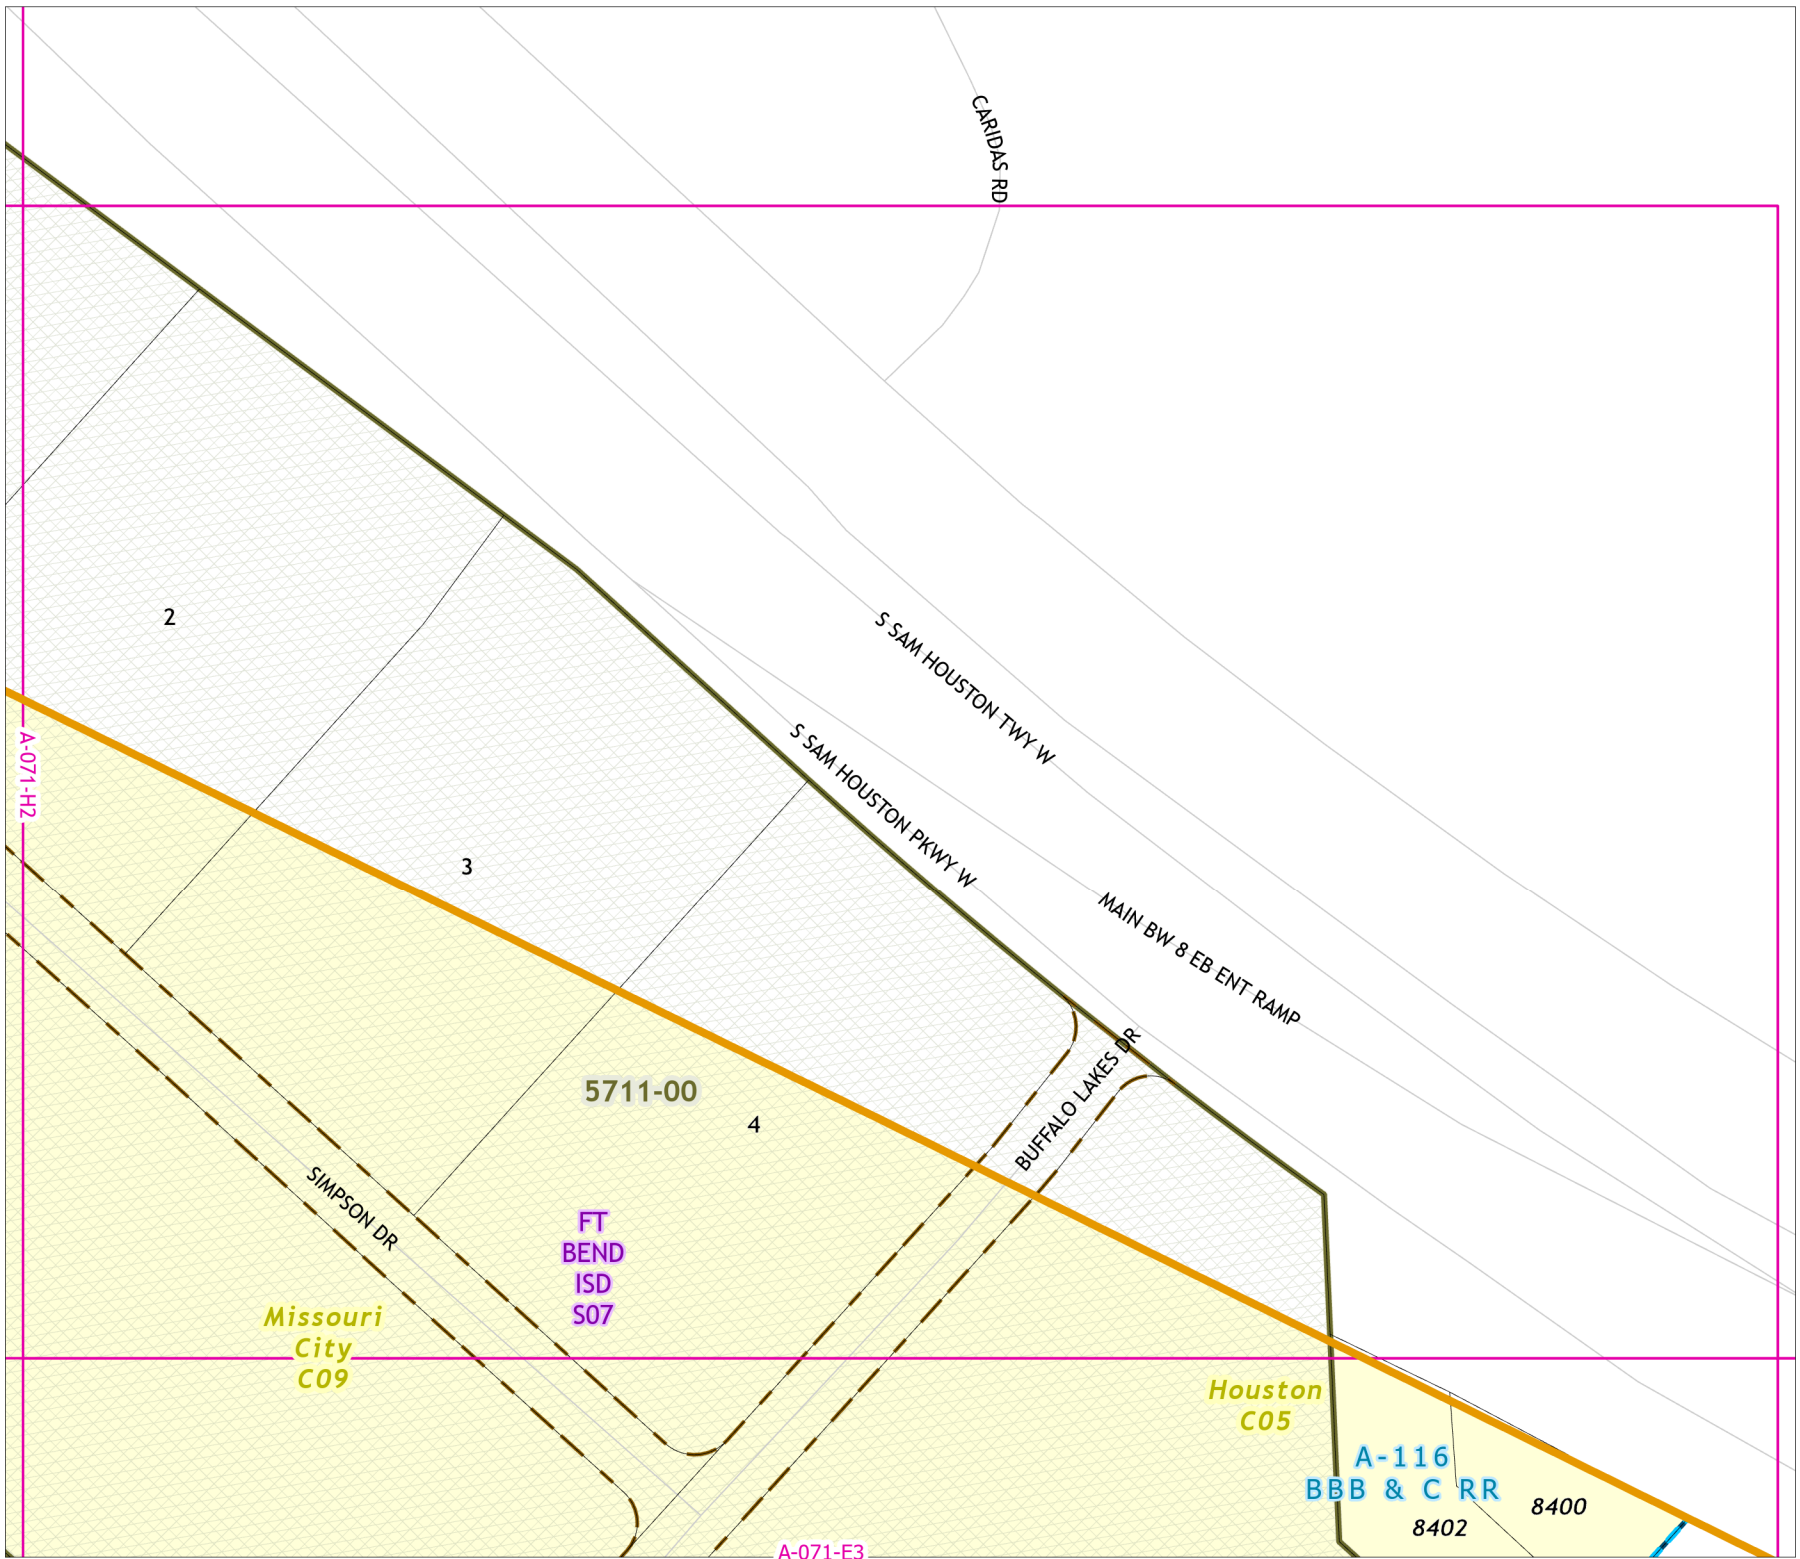 CARIDAS RD
2
S SAM HOUSTON TWY W
A-071-H2
S SAM HOUSTON PKWY W
3
MAIN BW 8 EB ENT RAMP
5711-00
4
BUFFALO LAKES DR
SIMPSON DR
FT
BEND
ISD
S07
Missouri
City
C09
Houston
C05
A-116
BBB & C RR
8400
8402
A-071-E3